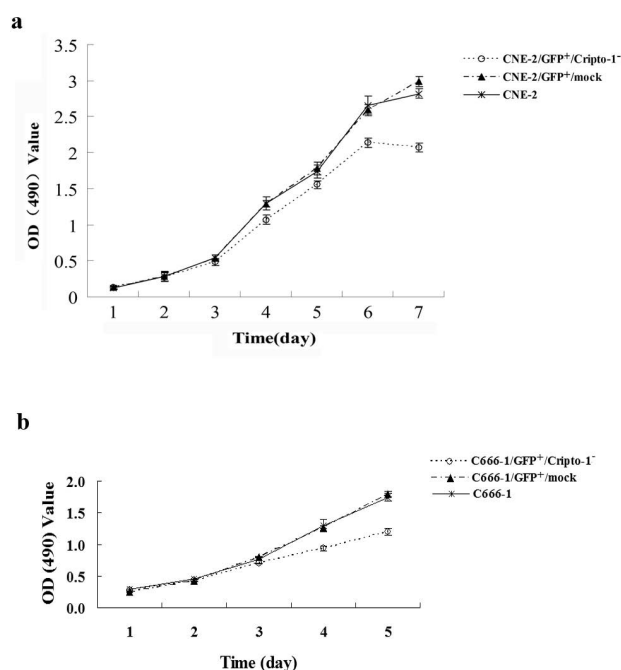 a
3.5
3
2.5
2
1.5
1
0.5
0
OD (490) Value
1 2 3 4 5 6 7
Time(day)
CNE-2/GFP⁺/Cripto-1⁻
CNE-2/GFP⁺/mock
CNE-2
b
2.0
1.5
1.0
0.5
0.0
OD (490) Value
1 2 3 4 5
Time (day)
C666-1/GFP⁺/Cripto-1⁻
C666-1/GFP⁺/mock
C666-1